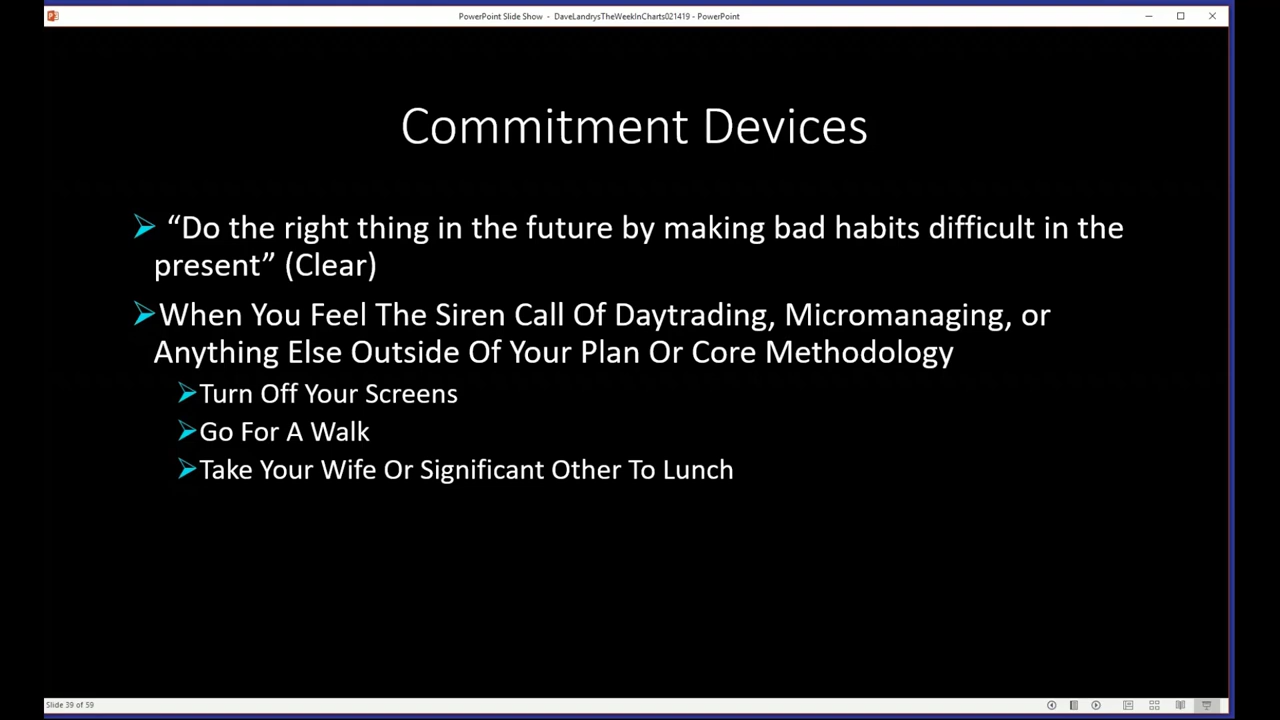 PowerPoint Slide Show - DaveLandrysTheWeekInCharts021419 - PowerPoint
Commitment Devices
“Do the right thing in the future by making bad habits difficult in the
present” (Clear)
When You Feel The Siren Call Of Daytrading, Micromanaging, or
Anything Else Outside Of Your Plan Or Core Methodology
Turn Off Your Screens
Go For A Walk
Take Your Wife Or Significant Other To Lunch
Slide 39 of 59